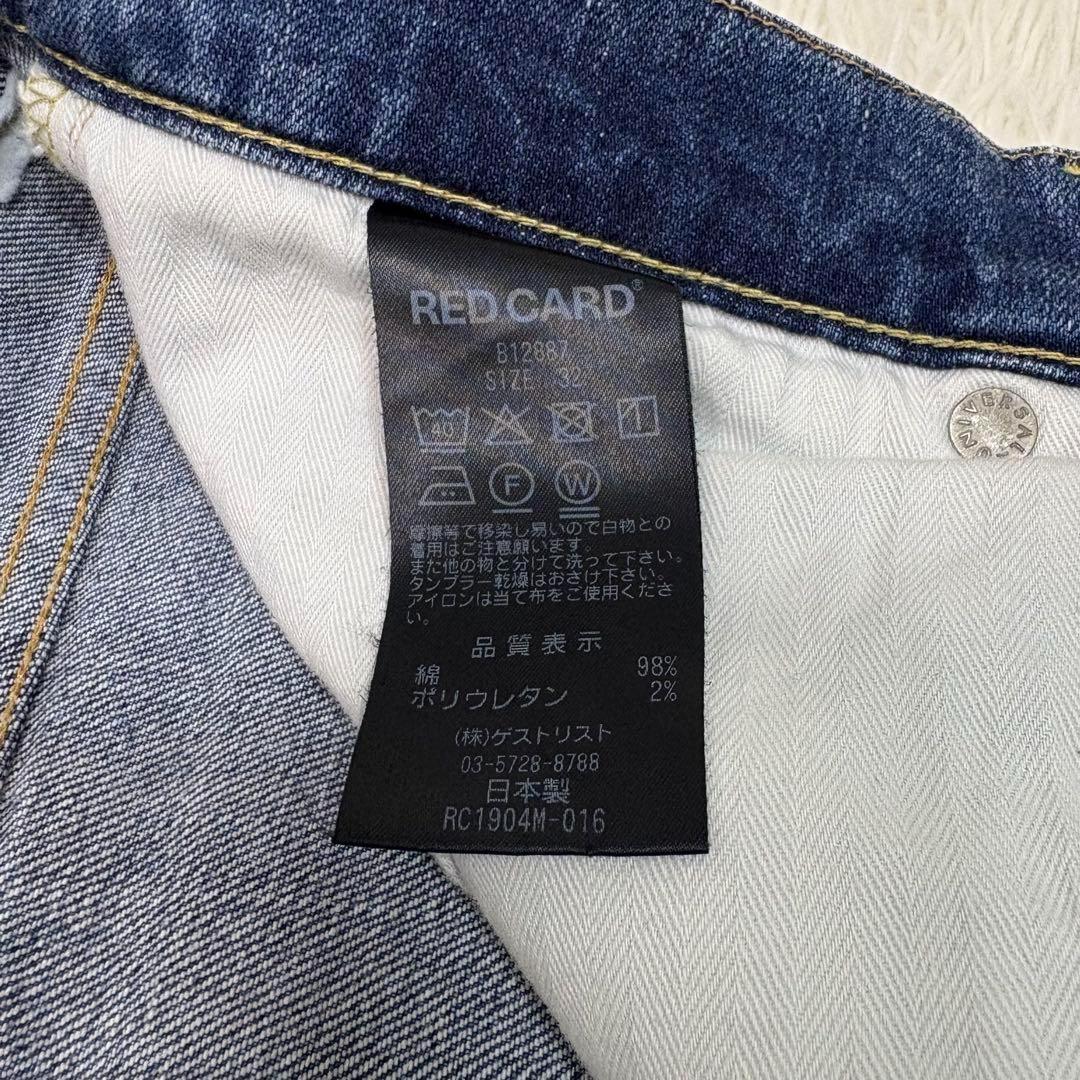 RED CARD®
B12887
SIZE 32
40
F W
摩擦等で移染し易いので白物との
着用はご注意願います。
また他の物と分けて洗って下さい。
タンブラー乾燥はおさけ下さい。
アイロンは当て布をご使用くださ
い。
品質表示
綿 98%
ポリウレタン 2%
(株)ゲストリスト
03-5728-8788
日本製
RC1904M-016
UNIVERSAL